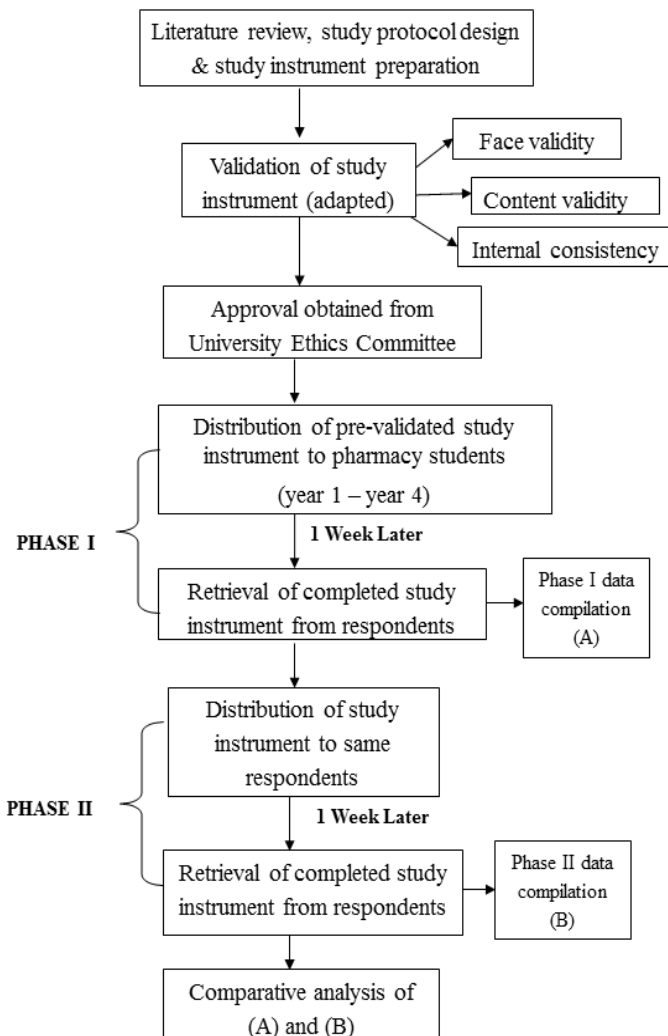 Literature review, study protocol design
& study instrument preparation
Validation of study
instrument (adapted)
Face validity
Content validity
Internal consistency
Approval obtained from
University Ethics Committee
PHASE I
Distribution of pre-validated study
instrument to pharmacy students
(year 1 – year 4)
1 Week Later
Retrieval of completed study
instrument from respondents
Phase I data
compilation
(A)
PHASE II
Distribution of study
instrument to same
respondents
1 Week Later
Retrieval of completed study
instrument from respondents
Phase II data
compilation
(B)
Comparative analysis of
(A) and (B)